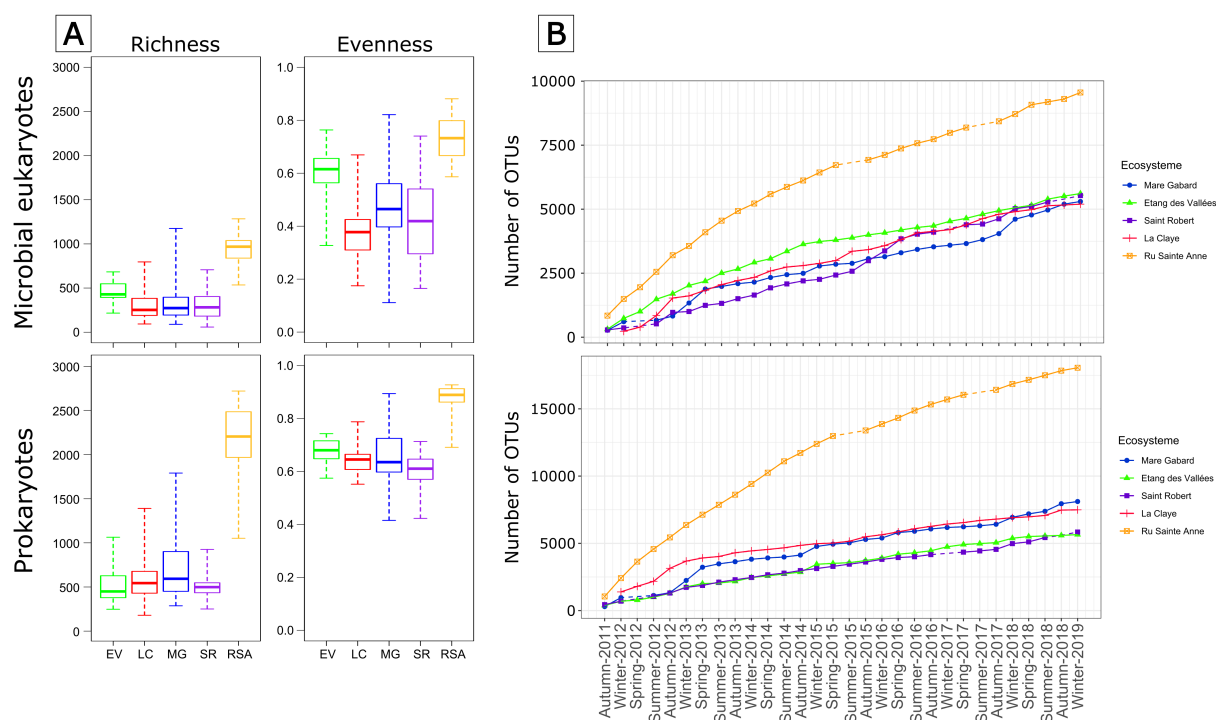 A
Richness
Evenness
Microbial eukaryotes
3000
2500
2000
1500
1000
500
0
1.0
0.8
0.6
0.4
0.2
0.0
Prokaryotes
3000
2500
2000
1500
1000
500
0
1.0
0.8
0.6
0.4
0.2
0.0
EV LC MG SR RSA
EV LC MG SR RSA
B
Number of OTUs
10000
7500
5000
2500
0
Ecosysteme
Mare Gabard
Etang des Vallées
Saint Robert
La Claye
Ru Sainte Anne
Number of OTUs
15000
10000
5000
0
Ecosysteme
Mare Gabard
Etang des Vallées
Saint Robert
La Claye
Ru Sainte Anne
Autumn-2011
Winter-2012
Spring-2012
Summer-2012
Autumn-2012
Winter-2013
Spring-2013
Summer-2013
Autumn-2013
Winter-2014
Spring-2014
Summer-2014
Autumn-2014
Winter-2015
Spring-2015
Summer-2015
Autumn-2015
Winter-2016
Spring-2016
Summer-2016
Autumn-2016
Winter-2017
Spring-2017
Summer-2017
Autumn-2017
Winter-2018
Spring-2018
Summer-2018
Autumn-2018
Winter-2019